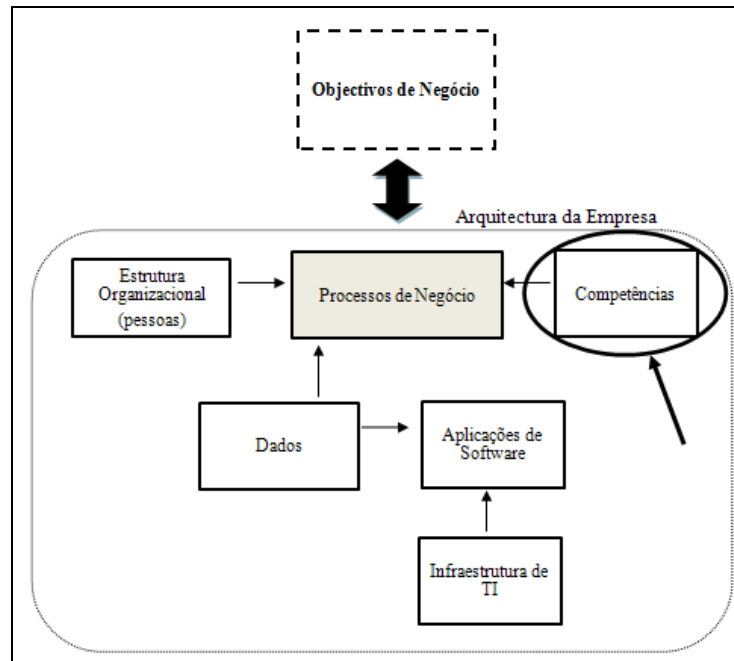 Objectivos de Negócio
Arquitectura da Empresa
Estrutura
Organizacional
(pessoas)
Processos de Negócio
Competências
Dados
Aplicações de
Software
Infraestrutura de
TI